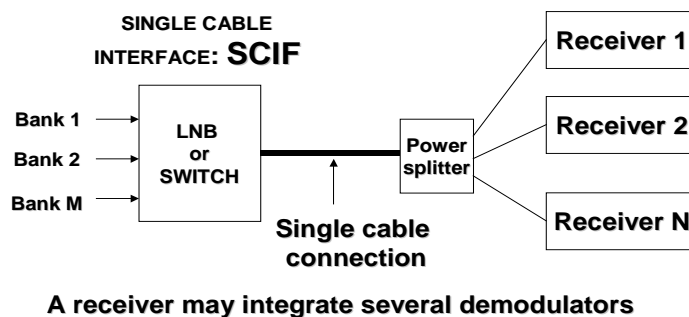 SINGLE CABLE
INTERFACE: SCIF
Bank 1
Bank 2
Bank M
LNB
or
SWITCH
Single cable
connection
Power
splitter
Receiver 1
Receiver 2
Receiver N
A receiver may integrate several demodulators